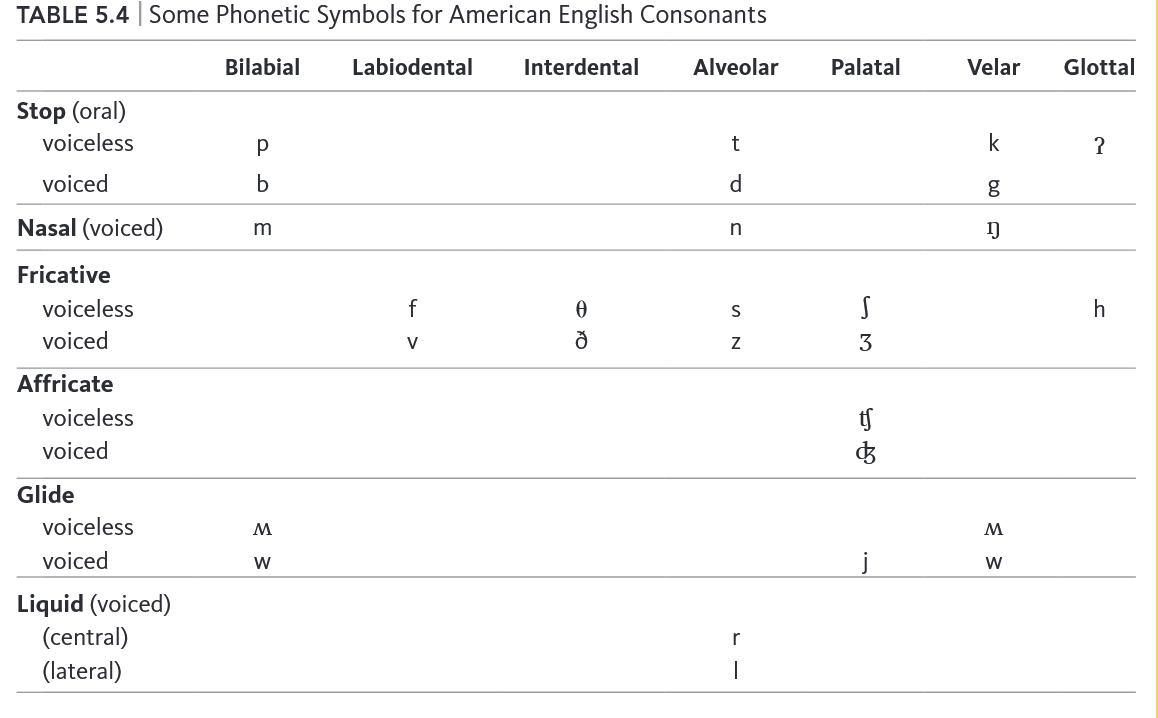 TABLE 5.4 | Some Phonetic Symbols for American English Consonants
Bilabial Labiodental Interdental Alveolar Palatal Velar Glottal
Stop (oral)
voiceless p t k ʔ
voiced b d g
Nasal (voiced) m n ŋ
Fricative
voiceless f θ s ʃ h
voiced v ð z ʒ
Affricate
voiceless ʧ
voiced ʤ
Glide
voiceless ʍ ʍ
voiced w j w
Liquid (voiced)
(central) r
(lateral) l